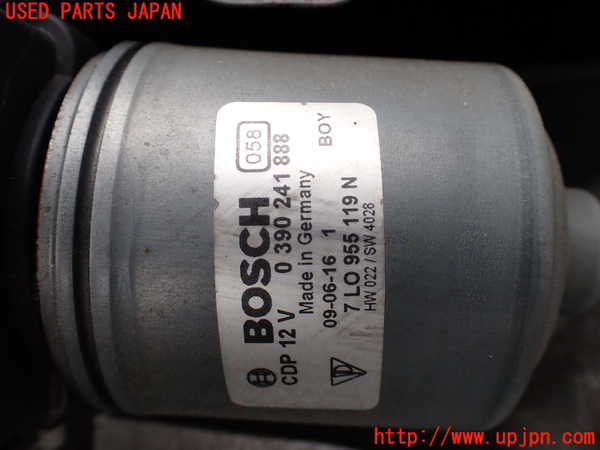 USED PARTS JAPAN
058
BOSCH
CDP 12 V 0 390 241 888
Made in Germany BOY
09-06-16 1
7 LO 955 119 N
HW 022 / SW 4028
http://www.upjpn.com